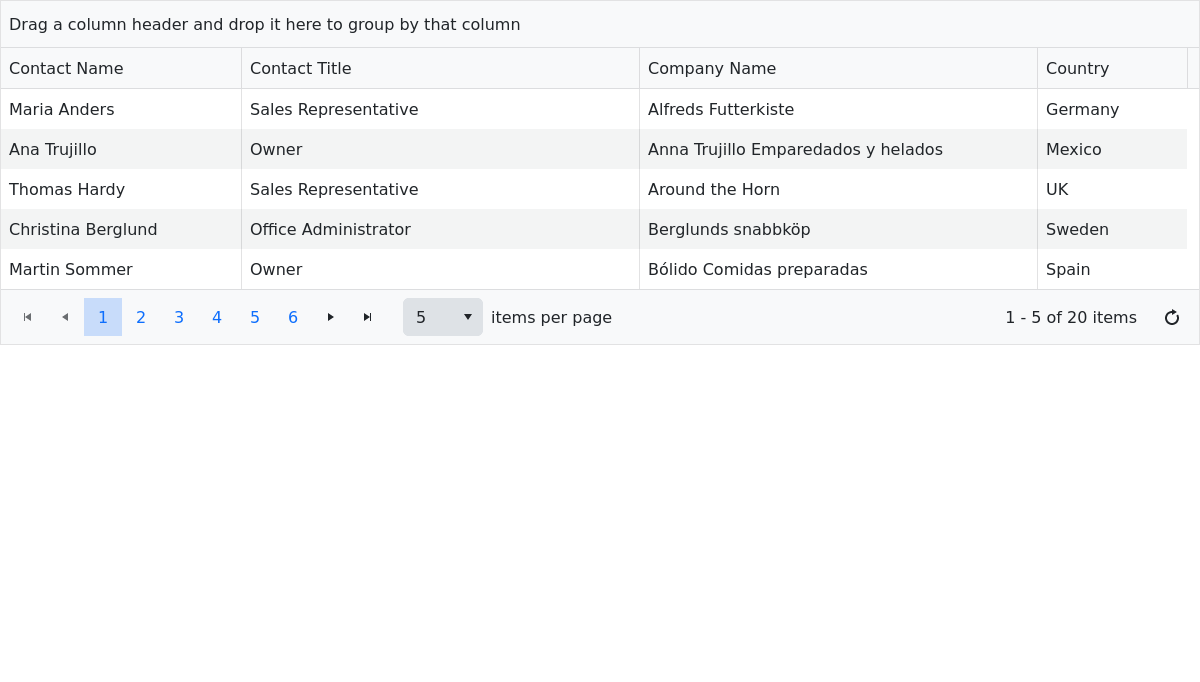 Drag a column header and drop it here to group by that column
Contact Name Contact Title Company Name Country
Maria Anders Sales Representative Alfreds Futterkiste Germany
Ana Trujillo Owner Anna Trujillo Emparedados y helados Mexico
Thomas Hardy Sales Representative Around the Horn UK
Christina Berglund Office Administrator Berglunds snabbköp Sweden
Martin Sommer Owner Bólido Comidas preparadas Spain
1 2 3 4 5 6 5 items per page 1 - 5 of 20 items